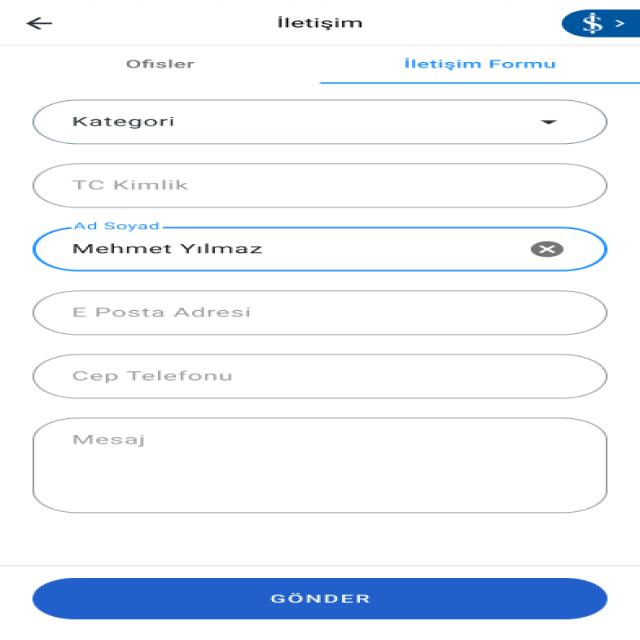 İletişim
>
Ofisler
İletişim Formu
Kategori
TC Kimlik
Ad Soyad
Mehmet Yılmaz
E Posta Adresi
Cep Telefonu
Mesaj
GÖNDER